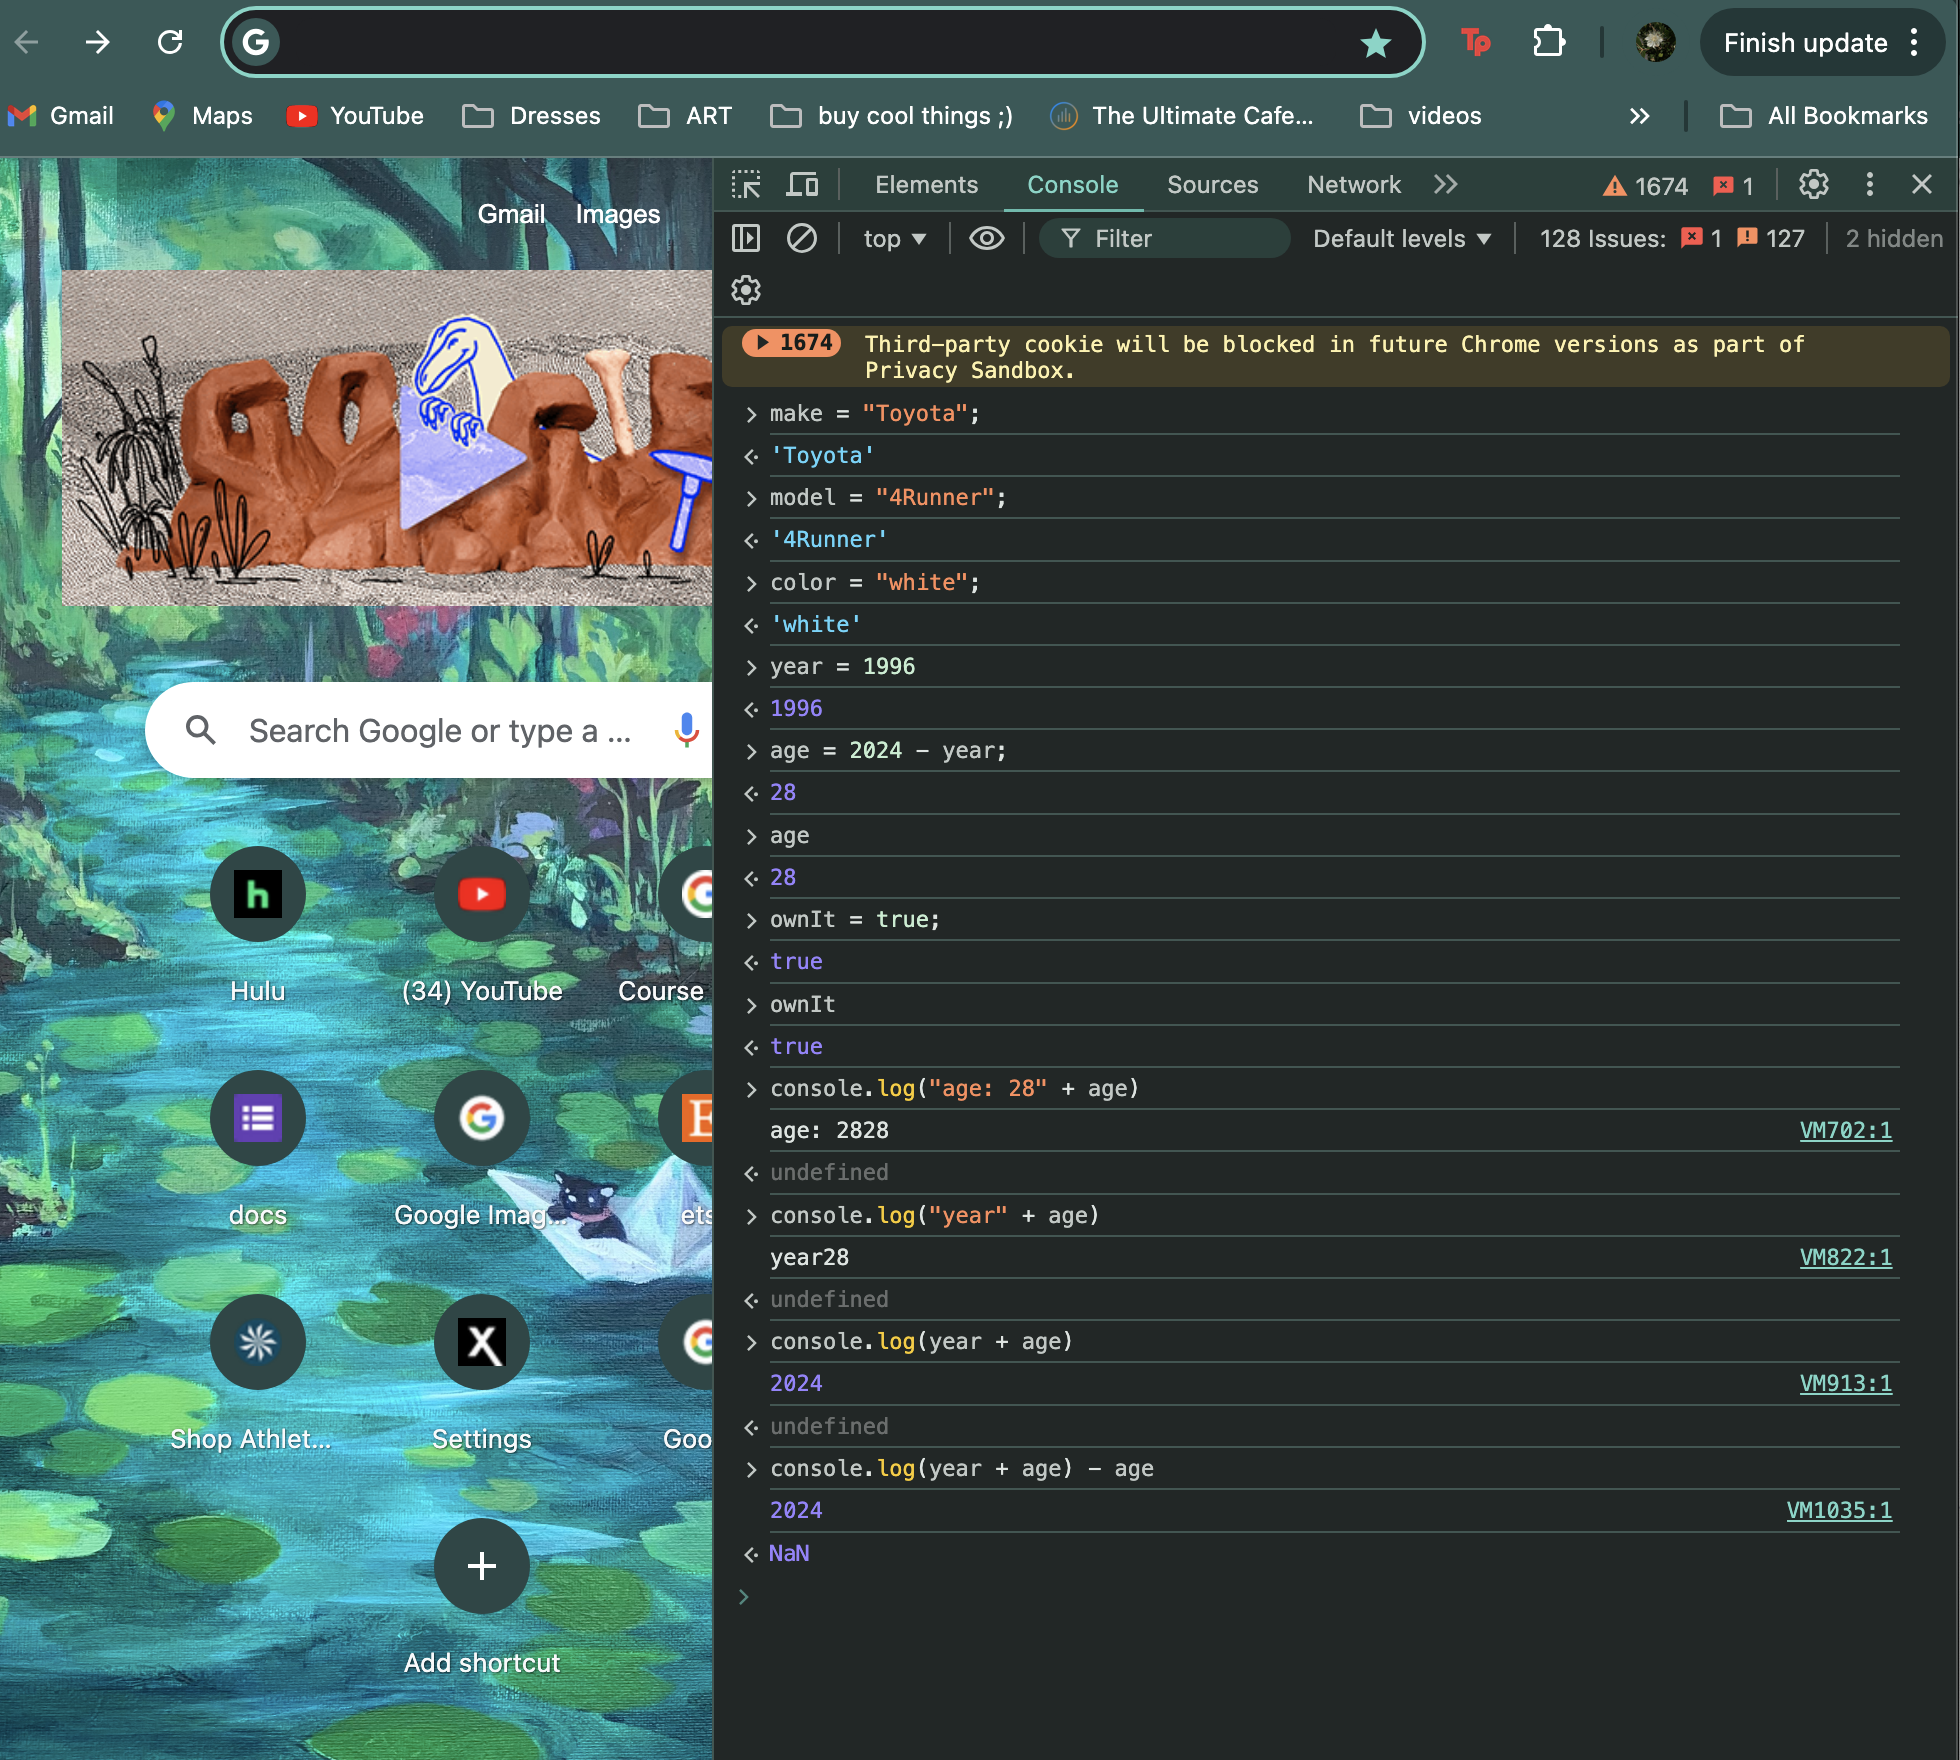 Finish update
Gmail Maps YouTube Dresses ART buy cool things ;) The Ultimate Cafe... videos » All Bookmarks
Gmail Images
Search Google or type a ...
Hulu (34) YouTube Course
docs Google Imag... ets
Shop Athlet... Settings Goo
Add shortcut
Elements Console Sources Network » 1674 1
top Filter Default levels 128 Issues: 1 127 2 hidden
1674 Third-party cookie will be blocked in future Chrome versions as part of
Privacy Sandbox.
> make = "Toyota";
'Toyota'
> model = "4Runner";
'4Runner'
> color = "white";
'white'
> year = 1996
1996
> age = 2024 - year;
28
> age
28
> ownIt = true;
true
> ownIt
true
> console.log("age: 28" + age)
age: 2828 VM702:1
undefined
> console.log("year" + age)
year28 VM822:1
undefined
> console.log(year + age)
2024 VM913:1
undefined
> console.log(year + age) - age
2024 VM1035:1
NaN
>